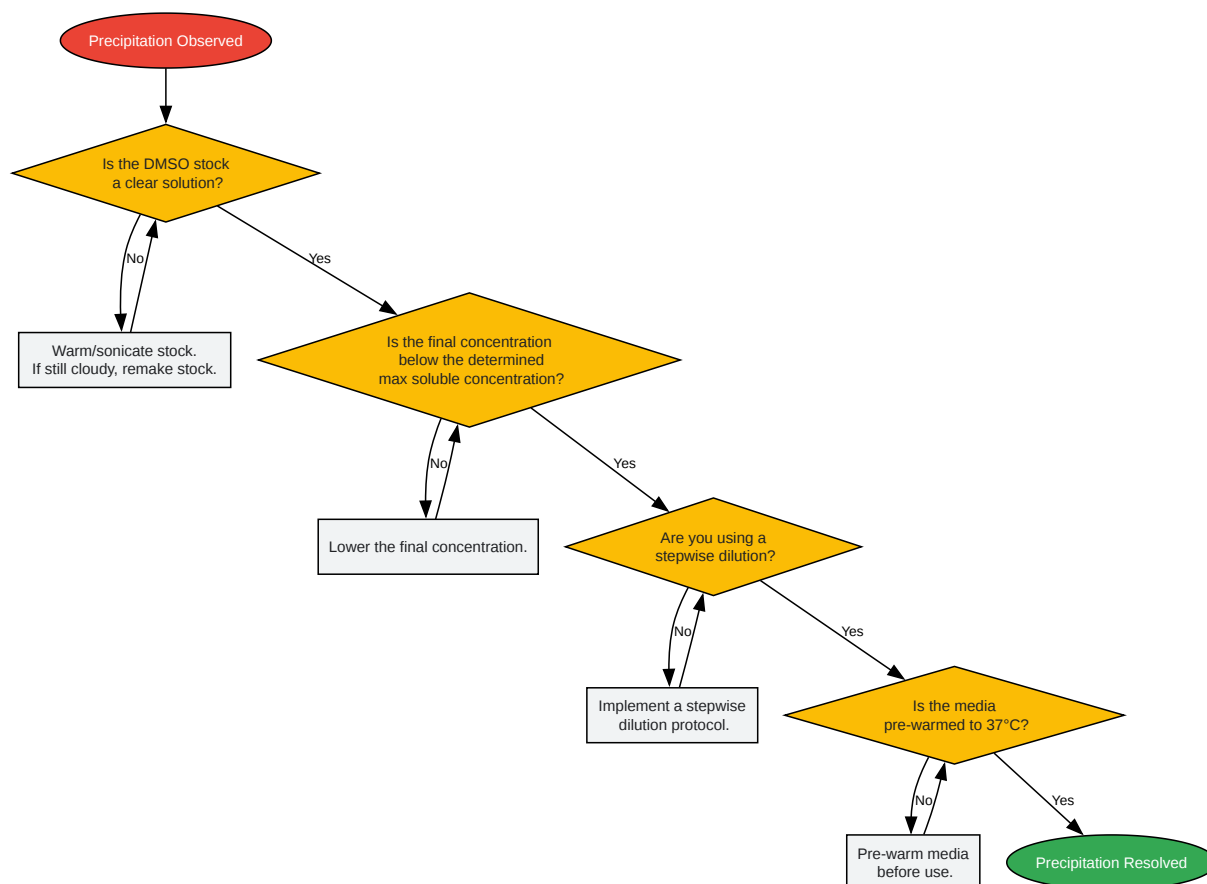 Precipitation Observed
Is the DMSO stock
a clear solution?
No
Yes
Warm/sonicate stock.
If still cloudy, remake stock.
Is the final concentration
below the determined
max soluble concentration?
No
Yes
Lower the final concentration.
Are you using a
stepwise dilution?
No
Yes
Implement a stepwise
dilution protocol.
Is the media
pre-warmed to 37°C?
No
Yes
Pre-warm media
before use.
Precipitation Resolved